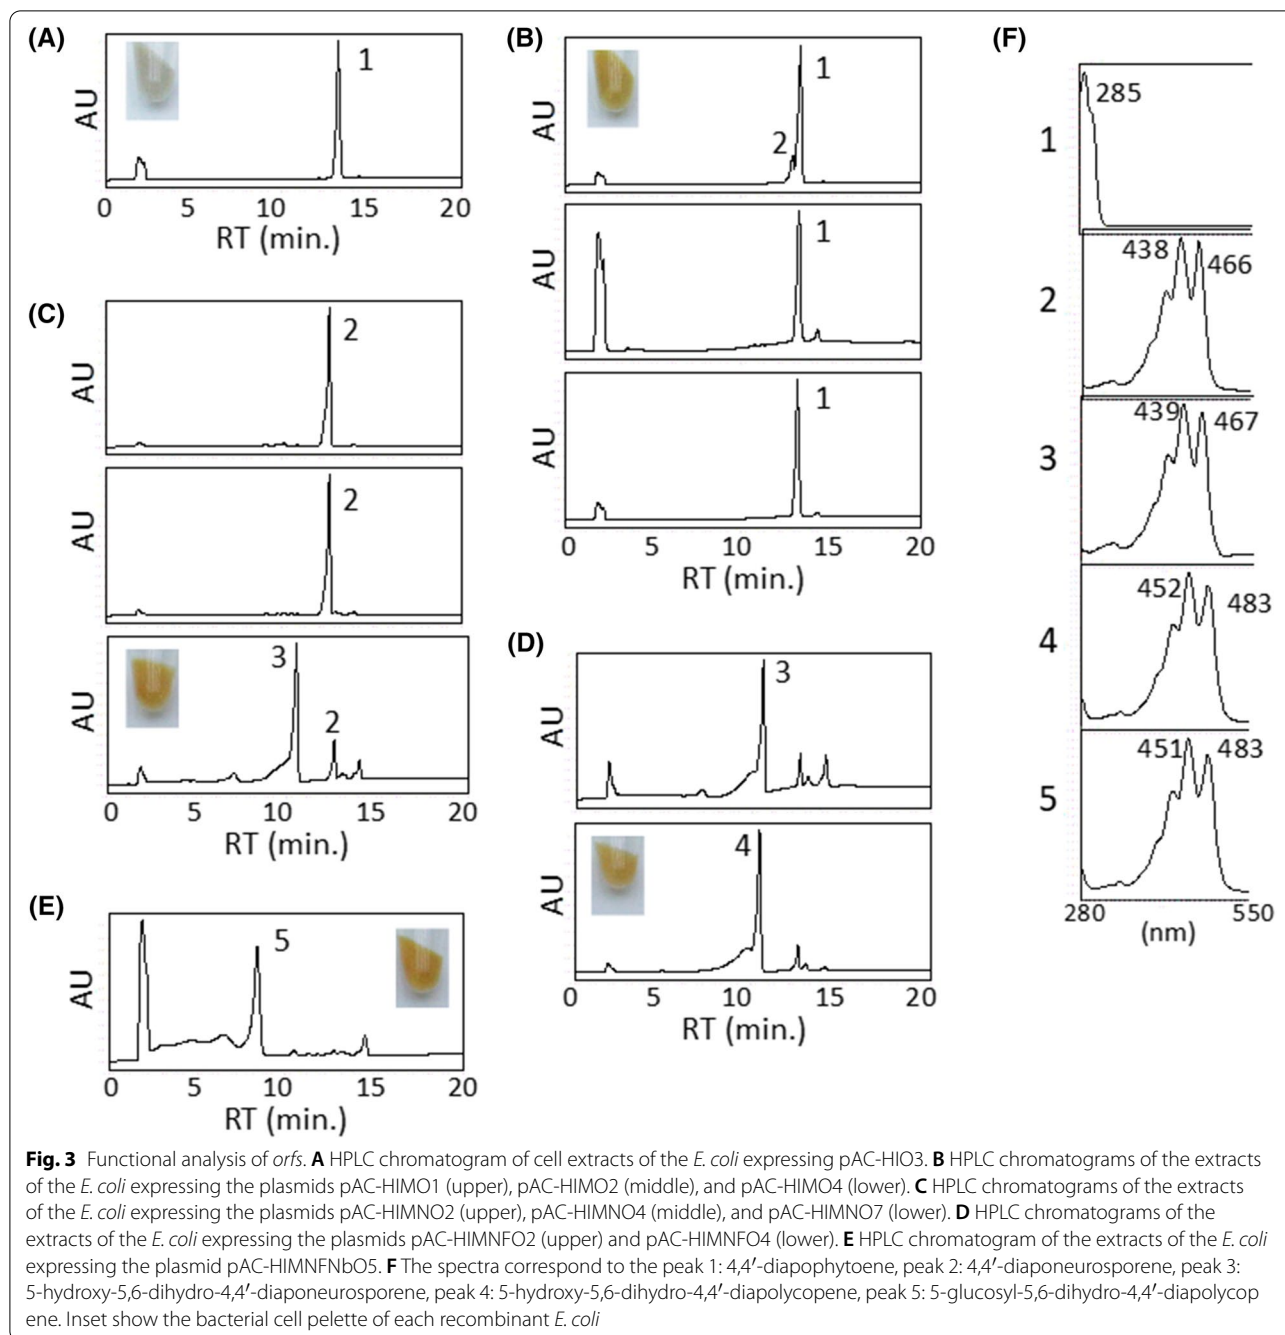 (A)
AU
1
0 5 10 15 20
RT (min.)
(B)
AU
2
1
AU
1
AU
1
0 5 10 15 20
RT (min.)
(C)
AU
2
AU
2
AU
3
2
0 5 10 15 20
RT (min.)
(D)
AU
3
AU
4
0 5 10 15 20
RT (min.)
(E)
AU
5
0 5 10 15 20
RT (min.)
(F)
1
285
2
438 466
3
439 467
4
452 483
5
451 483
280 550
(nm)
Fig. 3 Functional analysis of orfs. A HPLC chromatogram of cell extracts of the E. coli expressing pAC-HIO3. B HPLC chromatograms of the extracts
of the E. coli expressing the plasmids pAC-HIMO1 (upper), pAC-HIMO2 (middle), and pAC-HIMO4 (lower). C HPLC chromatograms of the extracts
of the E. coli expressing the plasmids pAC-HIMNO2 (upper), pAC-HIMNO4 (middle), and pAC-HIMNO7 (lower). D HPLC chromatograms of the
extracts of the E. coli expressing the plasmids pAC-HIMNFO2 (upper) and pAC-HIMNFO4 (lower). E HPLC chromatogram of the extracts of the E. coli
expressing the plasmid pAC-HIMNFNbO5. F The spectra correspond to the peak 1: 4,4′-diapophytoene, peak 2: 4,4′-diaponeurosporene, peak 3:
5-hydroxy-5,6-dihydro-4,4′-diaponeurosporene, peak 4: 5-hydroxy-5,6-dihydro-4,4′-diapolycopene, peak 5: 5-glucosyl-5,6-dihydro-4,4′-diapolycop
ene. Inset show the bacterial cell pelette of each recombinant E. coli